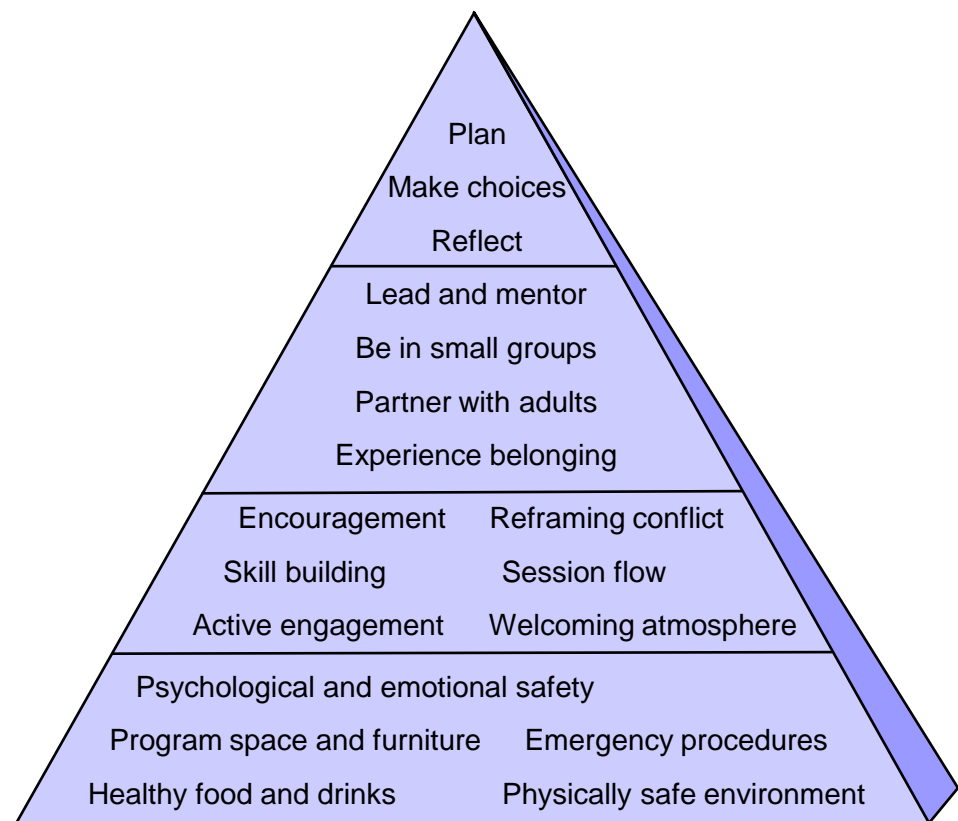 Plan
Make choices
Reflect
Lead and mentor
Be in small groups
Partner with adults
Experience belonging
Encouragement Reframing conflict
Skill building Session flow
Active engagement Welcoming atmosphere
Psychological and emotional safety
Program space and furniture Emergency procedures
Healthy food and drinks Physically safe environment